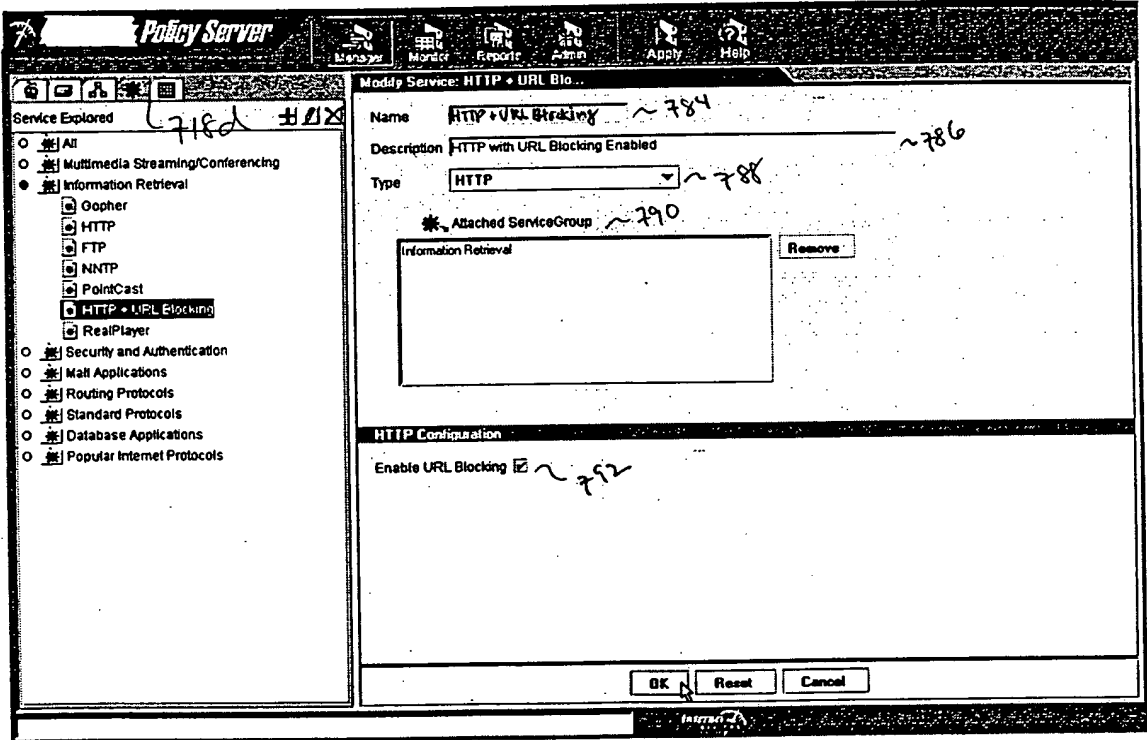 Policy Server
Manager Monitor Reports Admin Apply Help
718d
Service Explored
All
Multimedia Streaming/Conferencing
Information Retrieval
Gopher
HTTP
FTP
NNTP
PointCast
HTTP + URL Blocking
RealPlayer
Security and Authentication
Mail Applications
Routing Protocols
Standard Protocols
Database Applications
Popular Internet Protocols
Modify Service: HTTP + URL Blo...
Name HTTP + URL Blocking ~ 784
Description HTTP with URL Blocking Enabled ~ 786
Type HTTP ~ 788
Attached ServiceGroup ~ 790
Information Retrieval
Remove
HTTP Configuration
Enable URL Blocking ~ 792
OK Reset Cancel